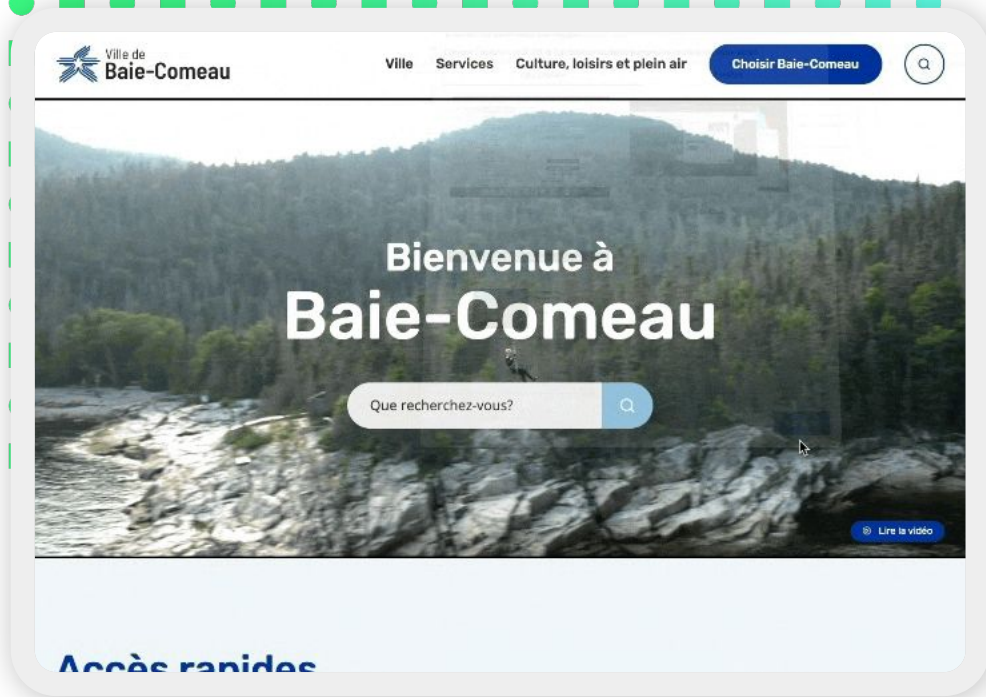 Ville de
Baie-Comeau
Ville Services Culture, loisirs et plein air Choisir Baie-Comeau
Bienvenue à
Baie-Comeau
Que recherchez-vous?
Lire la vidéo
Accès rapides